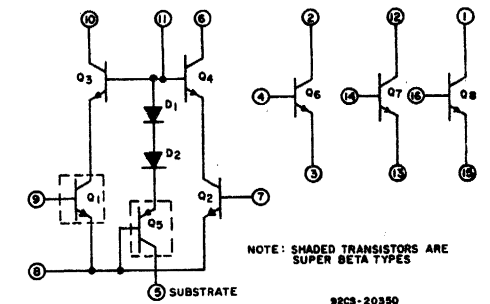 10 11 6 2 12 1
Q3 Q4
D1 Q6 Q7 Q8
4 14 16
D2
9 Q1 Q2 7 3 13 15
Q5
NOTE: SHADED TRANSISTORS ARE
SUPER BETA TYPES
8
5 SUBSTRATE
92CS-20350